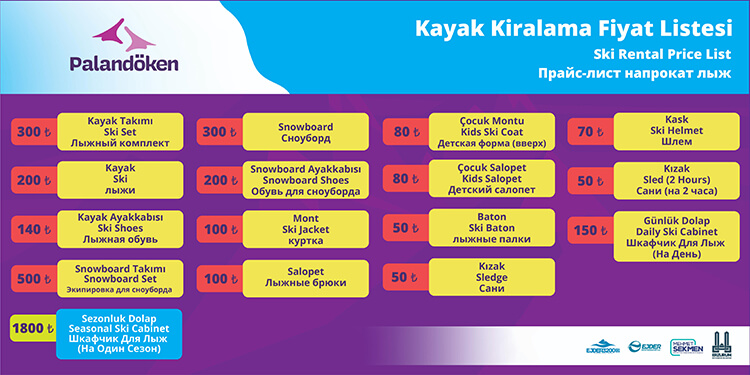 Palandöken
Kayak Kiralama Fiyat Listesi
Ski Rental Price List
Прайс-лист напрокат лыж
300 ₺
Kayak Takımı
Ski Set
Лыжный комплект
200 ₺
Kayak
Ski
лыжи
140 ₺
Kayak Ayakkabısı
Ski Shoes
Лыжная обувь
500 ₺
Snowboard Takımı
Snowboard Set
Экипировка для сноуборда
1800 ₺
Sezonluk Dolap
Seasonal Ski Cabinet
Шкафчик Для Лыж
(На Один Сезон)
300 ₺
Snowboard
Сноуборд
200 ₺
Snowboard Ayakkabısı
Snowboard Shoes
Обувь для сноуборда
100 ₺
Mont
Ski Jacket
куртка
100 ₺
Salopet
Лыжные брюки
80 ₺
Çocuk Montu
Kids Ski Coat
Детская форма (вверх)
80 ₺
Çocuk Salopet
Kids Salopet
Детский салопет
50 ₺
Baton
Ski Baton
лыжные палки
50 ₺
Kızak
Sledge
Сани
70 ₺
Kask
Ski Helmet
Шлем
50 ₺
Kızak
Sled (2 Hours)
Сани (на 2 часа)
150 ₺
Günlük Dolap
Daily Ski Cabinet
Шкафчик Для Лыж
(На День)
EJDER3200
EJDER
MEHMET
SEKMEN